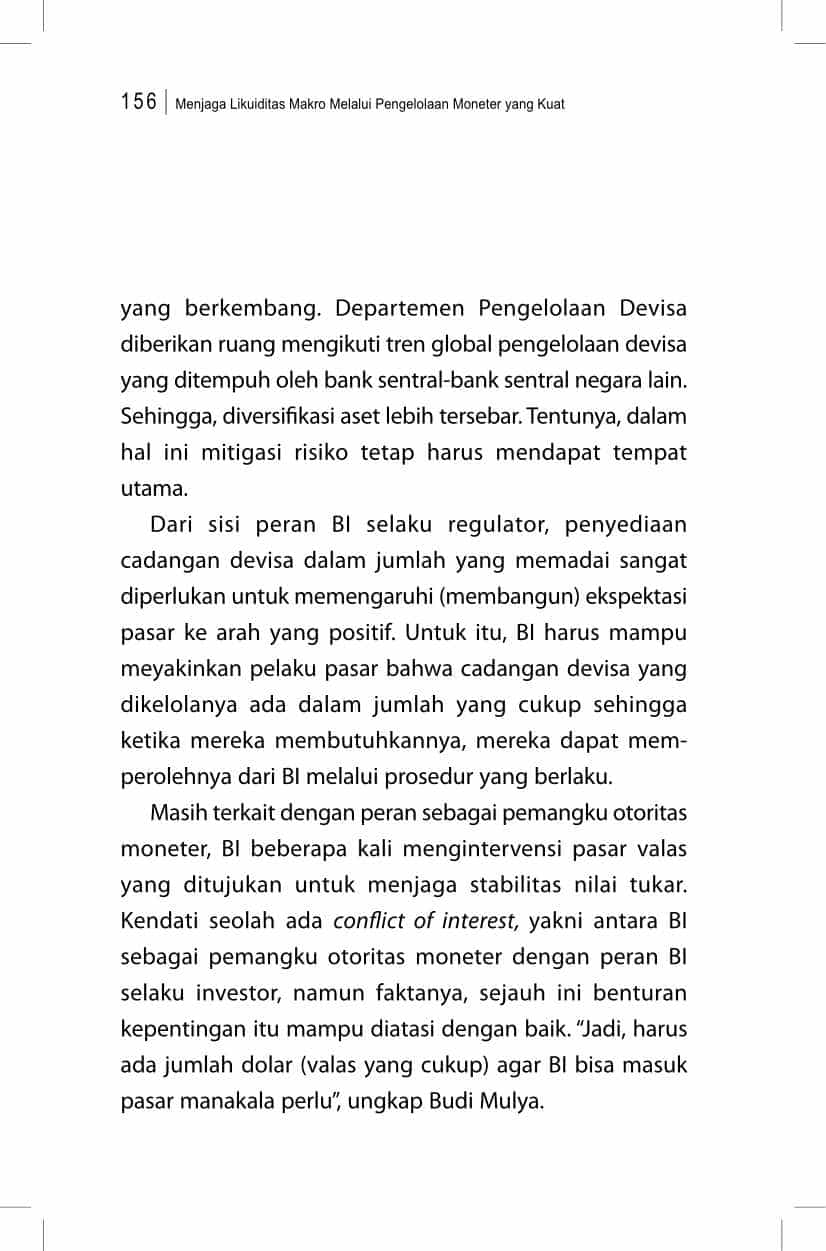 156 Menjaga Likuiditas Makro Melalui Pengelolaan Moneter yang Kuat
yang berkembang. Departemen Pengelolaan Devisa
diberikan ruang mengikuti tren global pengelolaan devisa
yang ditempuh oleh bank sentral-bank sentral negara lain.
Sehingga, diversifikasi aset lebih tersebar. Tentunya, dalam
hal ini mitigasi risiko tetap harus mendapat tempat
utama.
Dari sisi peran BI selaku regulator, penyediaan
cadangan devisa dalam jumlah yang memadai sangat
diperlukan untuk memengaruhi (membangun) ekspektasi
pasar ke arah yang positif. Untuk itu, BI harus mampu
meyakinkan pelaku pasar bahwa cadangan devisa yang
dikelolanya ada dalam jumlah yang cukup sehingga
ketika mereka membutuhkannya, mereka dapat mem-
perolehnya dari BI melalui prosedur yang berlaku.
Masih terkait dengan peran sebagai pemangku otoritas
moneter, BI beberapa kali mengintervensi pasar valas
yang ditujukan untuk menjaga stabilitas nilai tukar.
Kendati seolah ada conflict of interest, yakni antara BI
sebagai pemangku otoritas moneter dengan peran BI
selaku investor, namun faktanya, sejauh ini benturan
kepentingan itu mampu diatasi dengan baik. “Jadi, harus
ada jumlah dolar (valas yang cukup) agar BI bisa masuk
pasar manakala perlu”, ungkap Budi Mulya.